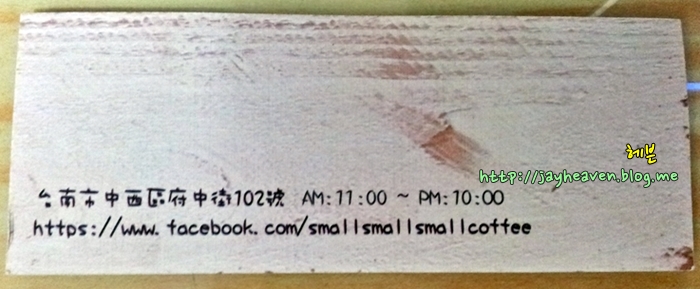 헤븐
http://jayheaven.blog.me
台南市中西區府中街102號 AM:11:00 ~ PM:10:00
https://www.facebook.com/smallsmallsmallcoffee